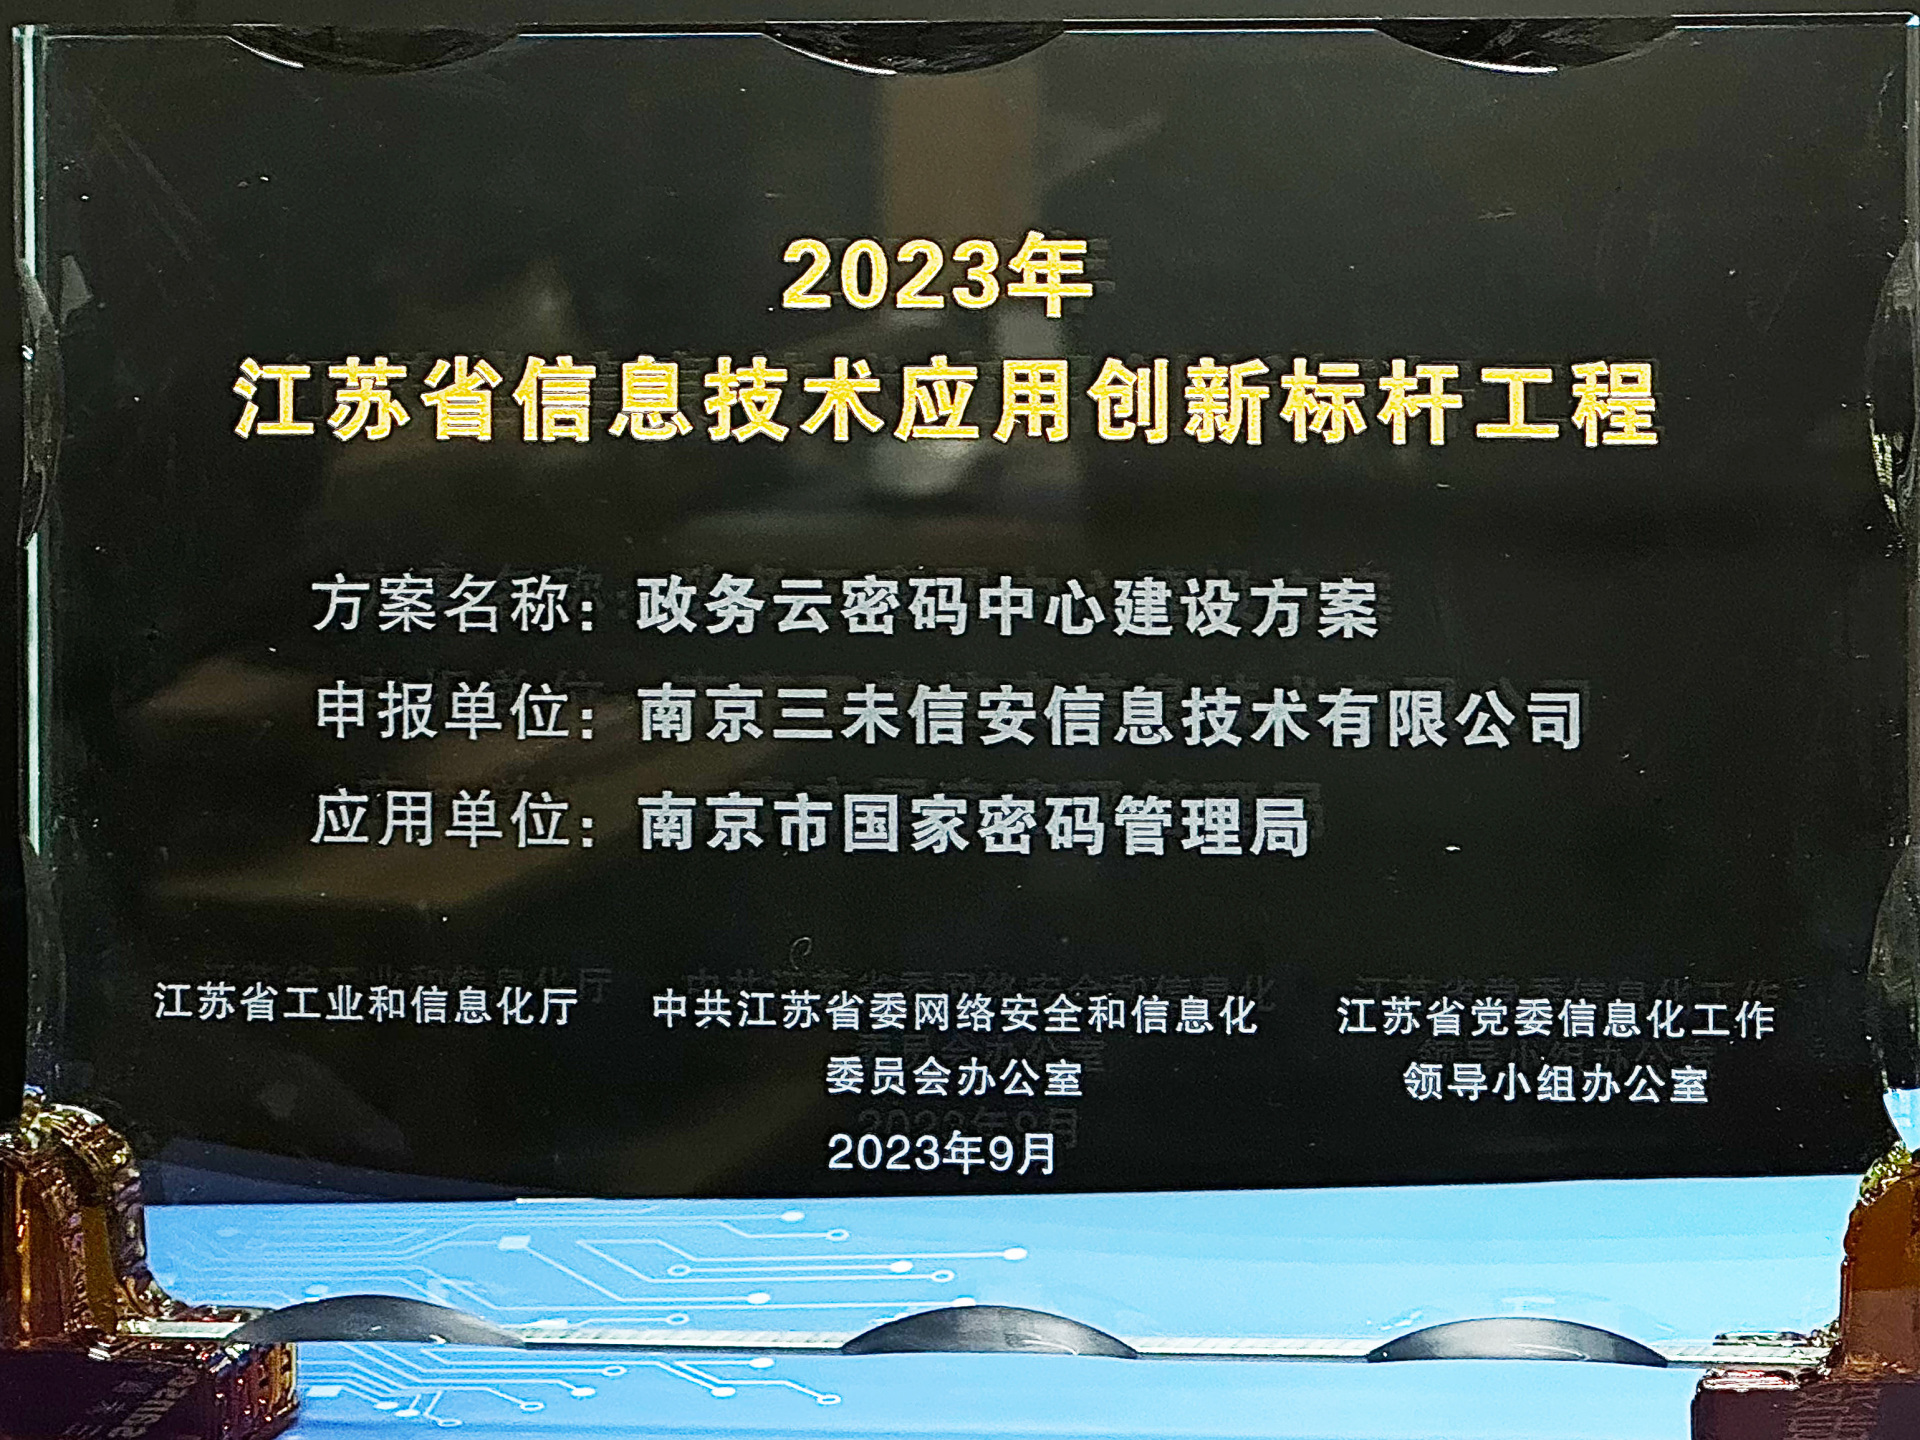 2023年
江苏省信息技术应用创新标杆工程
方案名称：政务云密码中心建设方案
申报单位：南京三未信安信息技术有限公司
应用单位：南京市国家密码管理局
江苏省工业和信息化厅
中共江苏省委网络安全和信息化
委员会办公室
江苏省党委信息化工作
领导小组办公室
2023年9月